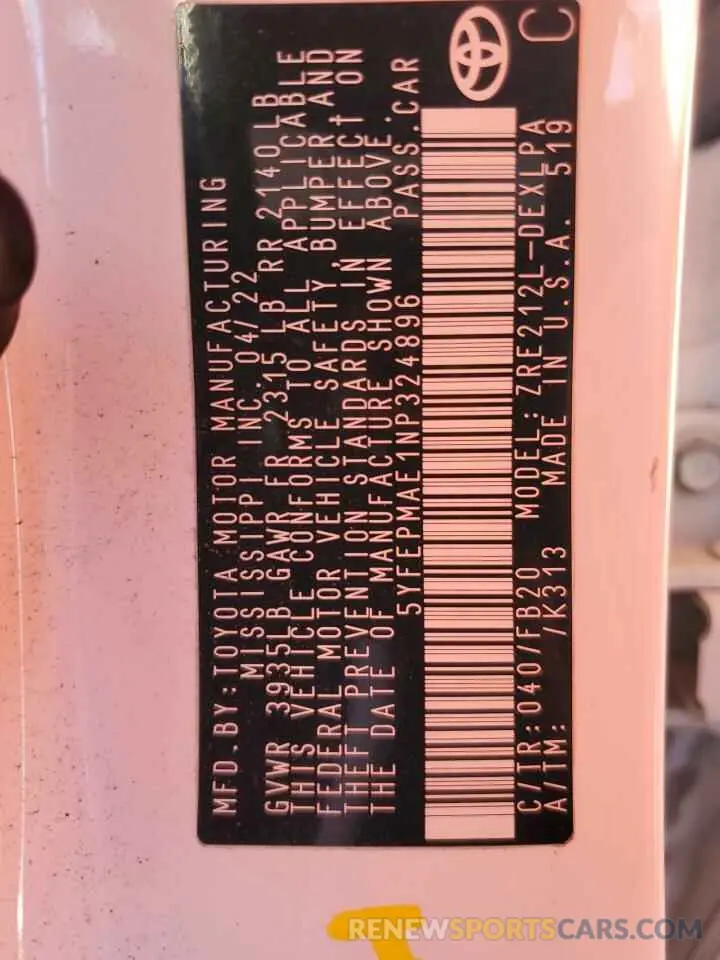 MFD.BY:TOYOTA MOTOR MANUFACTURING
MISSISSIPPI INC. 04/22
GVWR 3935LB GAWR FR 2315 LB RR 2140LB
THIS VEHICLE CONFORMS TO ALL APPLICABLE
FEDERAL MOTOR VEHICLE SAFETY, BUMPER AND
THEFT PREVENTION STANDARDS IN EFFECT ON
THE DATE OF MANUFACTURE SHOWN ABOVE.
5YFEPMAE1NP324896 PASS.CAR
C/TR:040/FB20 MODEL:ZRE212L-DEXLPA
A/TM: /K313 MADE IN U.S.A. 519
C
RENEWSPORTSCARS.COM